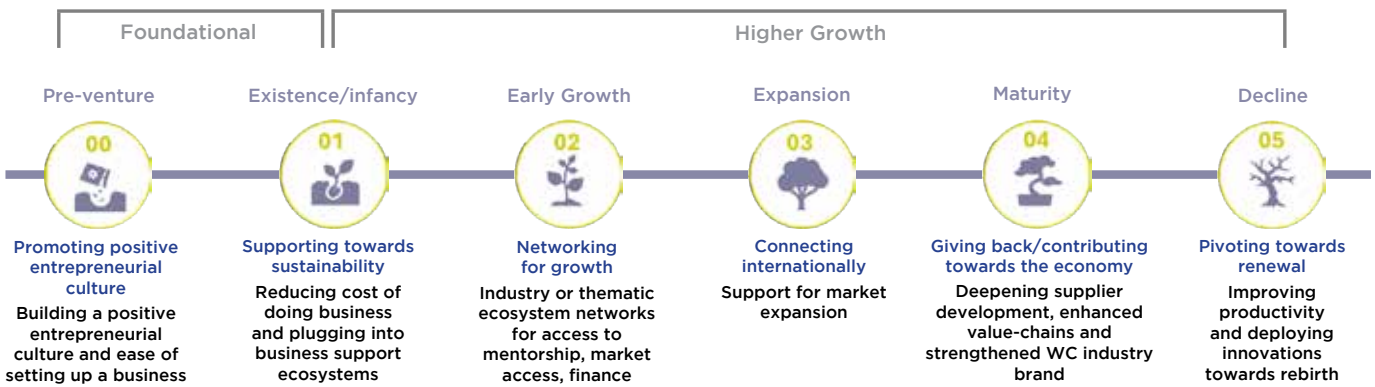 Foundational
Higher Growth
Pre-venture
Existence/infancy
Early Growth
Expansion
Maturity
Decline
00
01
02
03
04
05
Promoting positive
entrepreneurial
culture
Building a positive
entrepreneurial
culture and ease of
setting up a business
Supporting towards
sustainability
Reducing cost of
doing business
and plugging into
business support
ecosystems
Networking
for growth
Industry or thematic
ecosystem networks
for access to
mentorship, market
access, finance
Connecting
internationally
Support for market
expansion
Giving back/contributing
towards the economy
Deepening supplier
development, enhanced
value-chains and
strengthened WC industry
brand
Pivoting towards
renewal
Improving
productivity
and deploying
innovations
towards rebirth